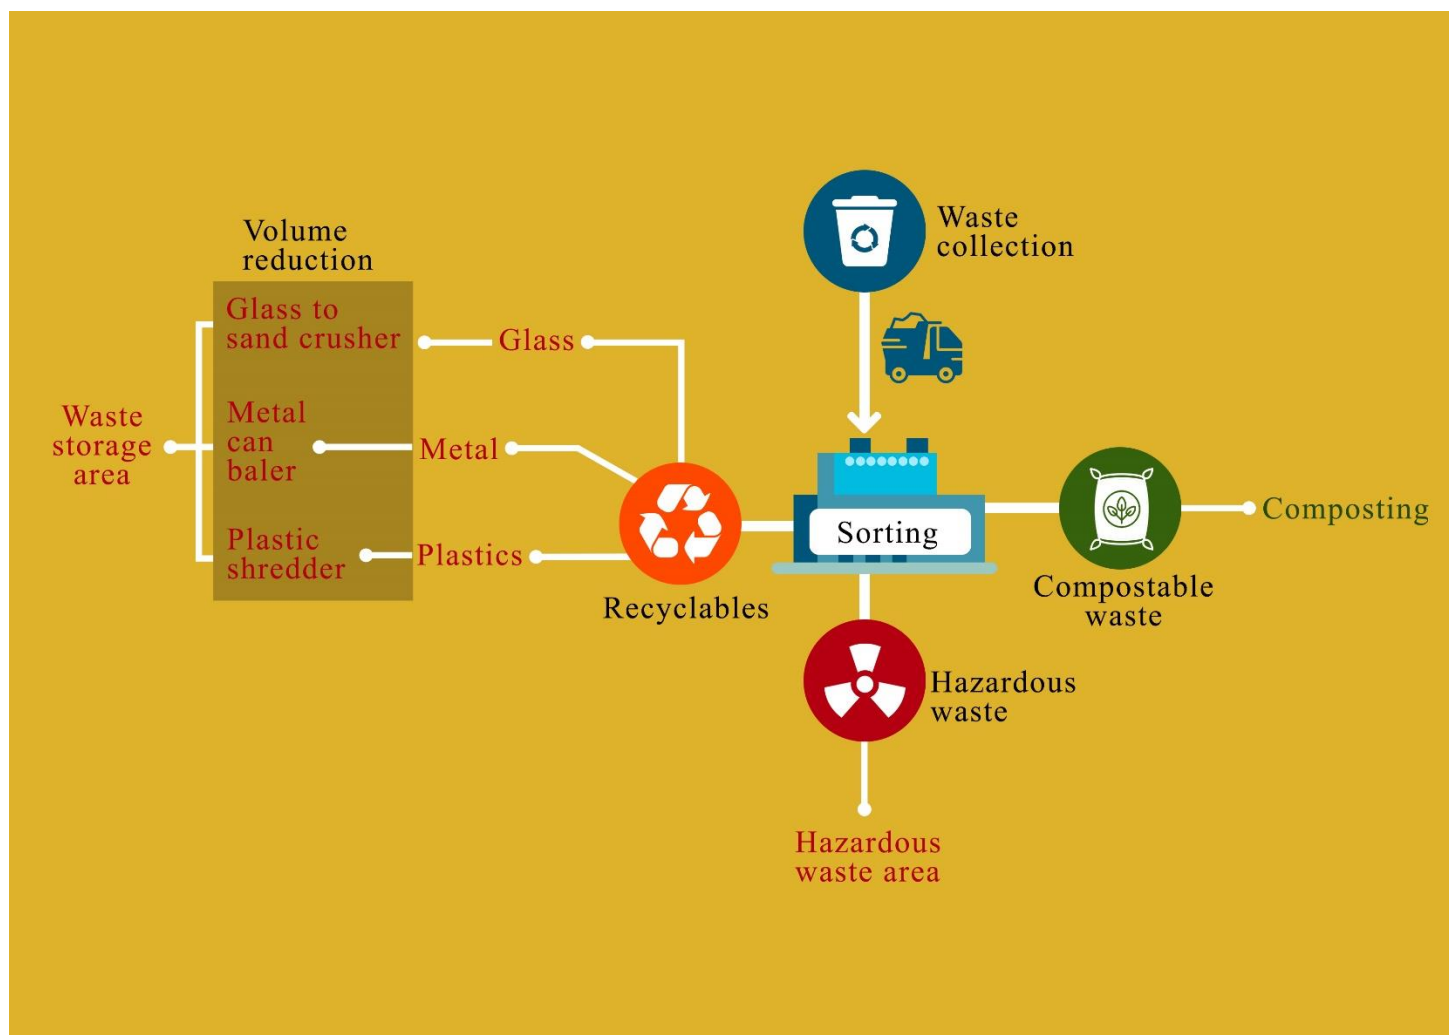 Waste
collection
Volume
reduction
Glass to
sand crusher
Glass
Waste
storage
area
Metal
can
baler
Metal
Plastic
shredder
Plastics
Recyclables
Sorting
Composting
Compostable
waste
Hazardous
waste
Hazardous
waste area